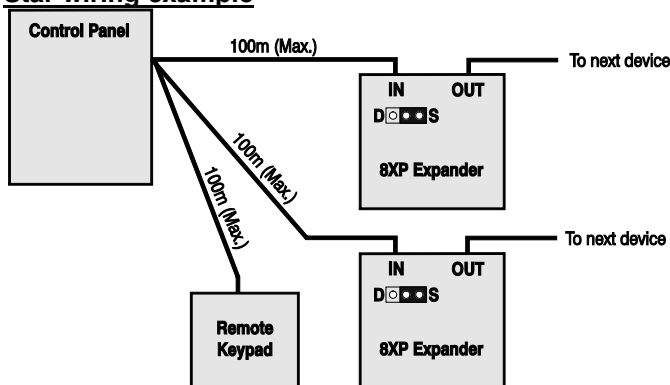 Star wiring example
Control Panel
100m (Max.)
To next device
IN OUT
D S
8XP Expander
100m (Max.)
100m (Max.)
To next device
IN OUT
D S
Remote
Keypad
8XP Expander